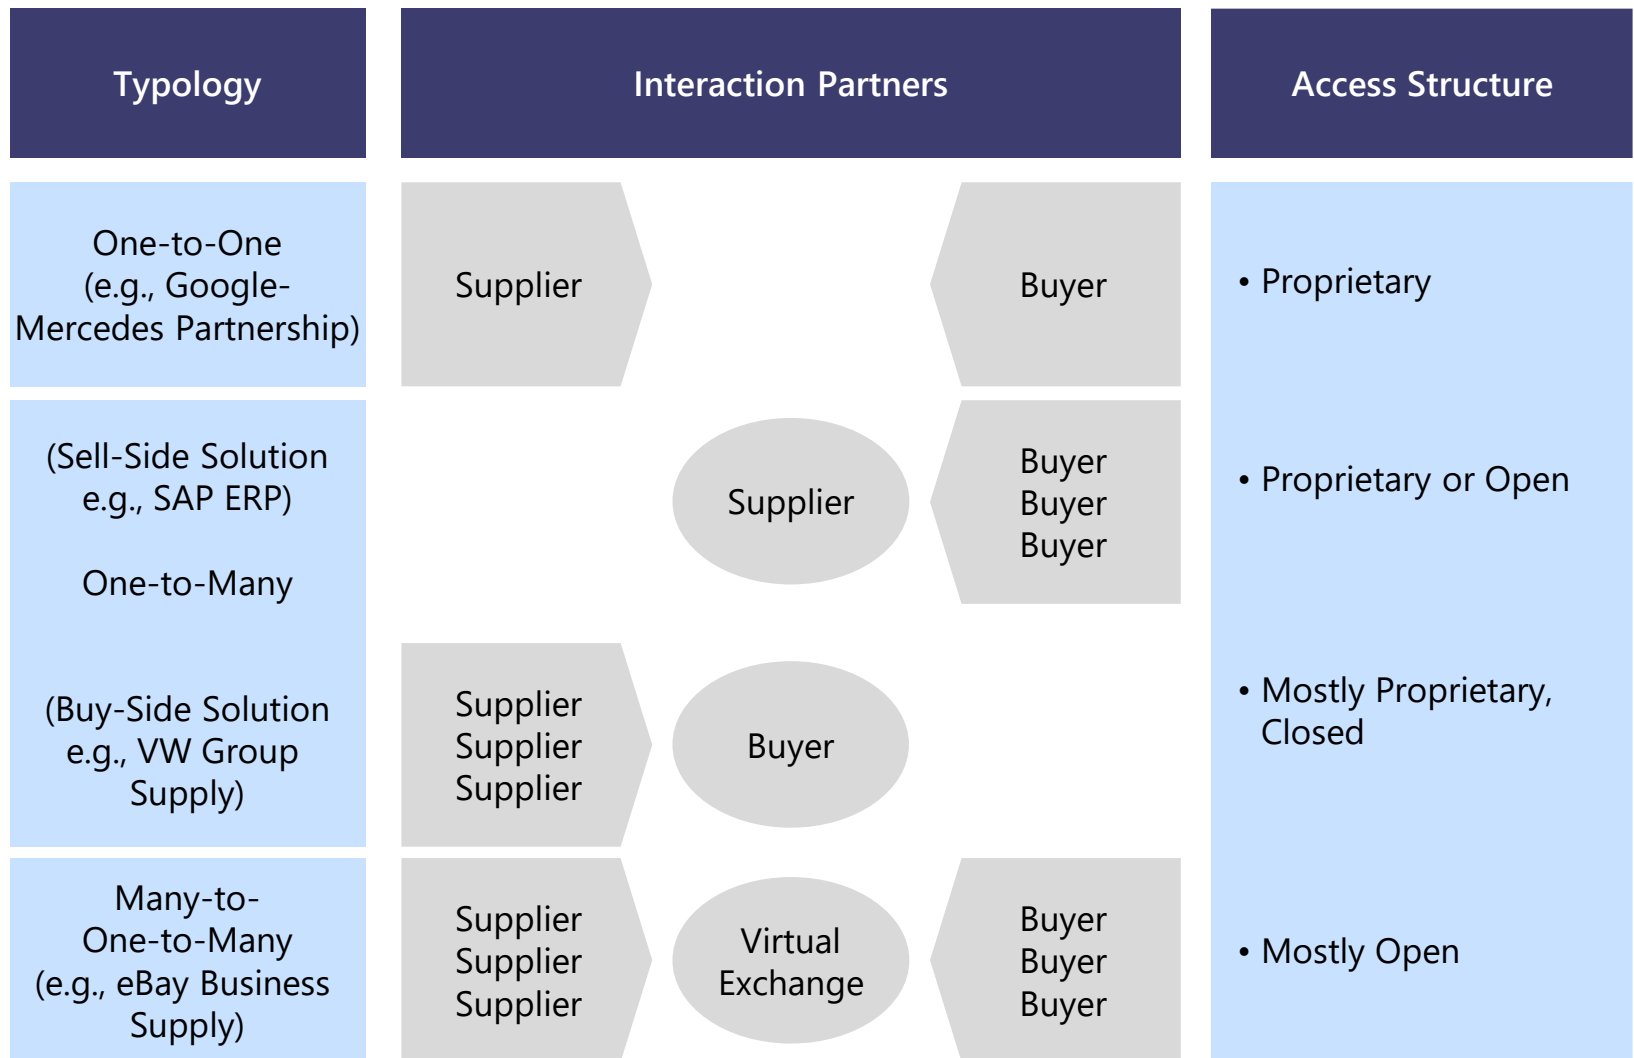 Typology
Interaction Partners
Access Structure
One-to-One
(e.g., Google-
Mercedes Partnership)
Supplier
Buyer
• Proprietary
(Sell-Side Solution
e.g., SAP ERP)
One-to-Many
Supplier
Buyer
Buyer
Buyer
• Proprietary or Open
(Buy-Side Solution
e.g., VW Group
Supply)
Supplier
Supplier
Supplier
Buyer
• Mostly Proprietary,
Closed
Many-to-
One-to-Many
(e.g., eBay Business
Supply)
Supplier
Supplier
Supplier
Virtual
Exchange
Buyer
Buyer
Buyer
• Mostly Open